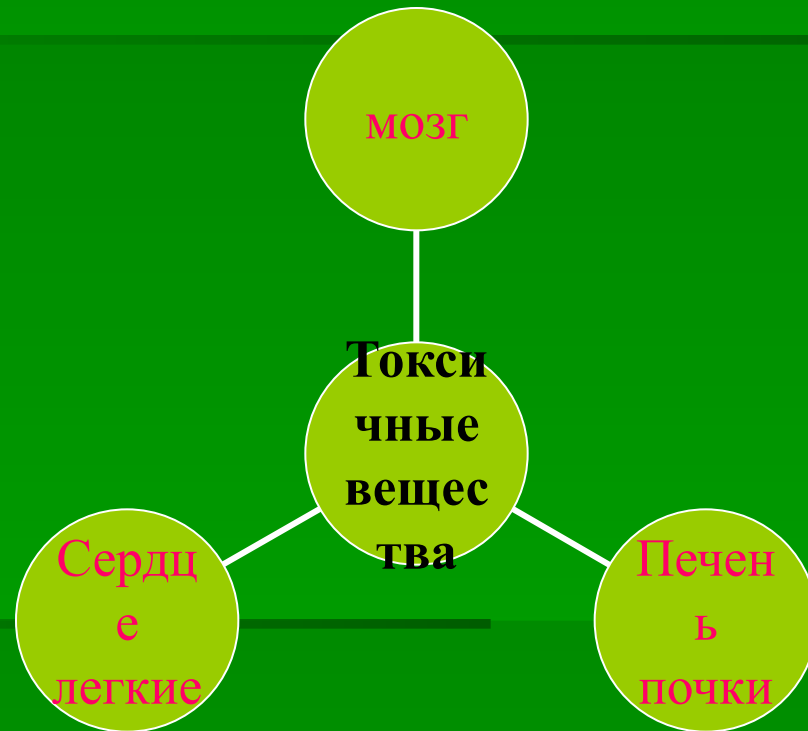 мозг
Токси
чные
вещес
тва
Сердц
е
легкие
Печен
ь
почки